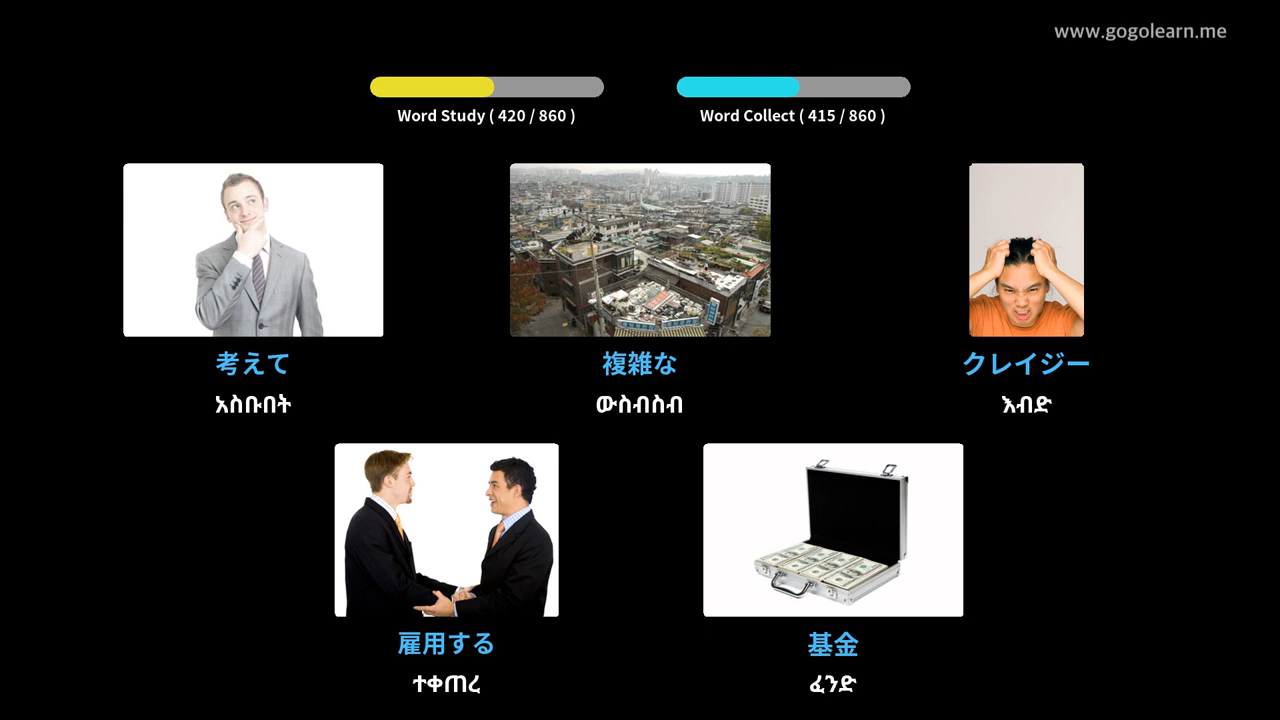 www.gogolearn.me
Word Study ( 420 / 860 )
Word Collect ( 415 / 860 )
考えて
አስቡበት
複雑な
ውስብስብ
クレイジー
እብድ
雇用する
ተቀጠረ
基金
ፈንድ